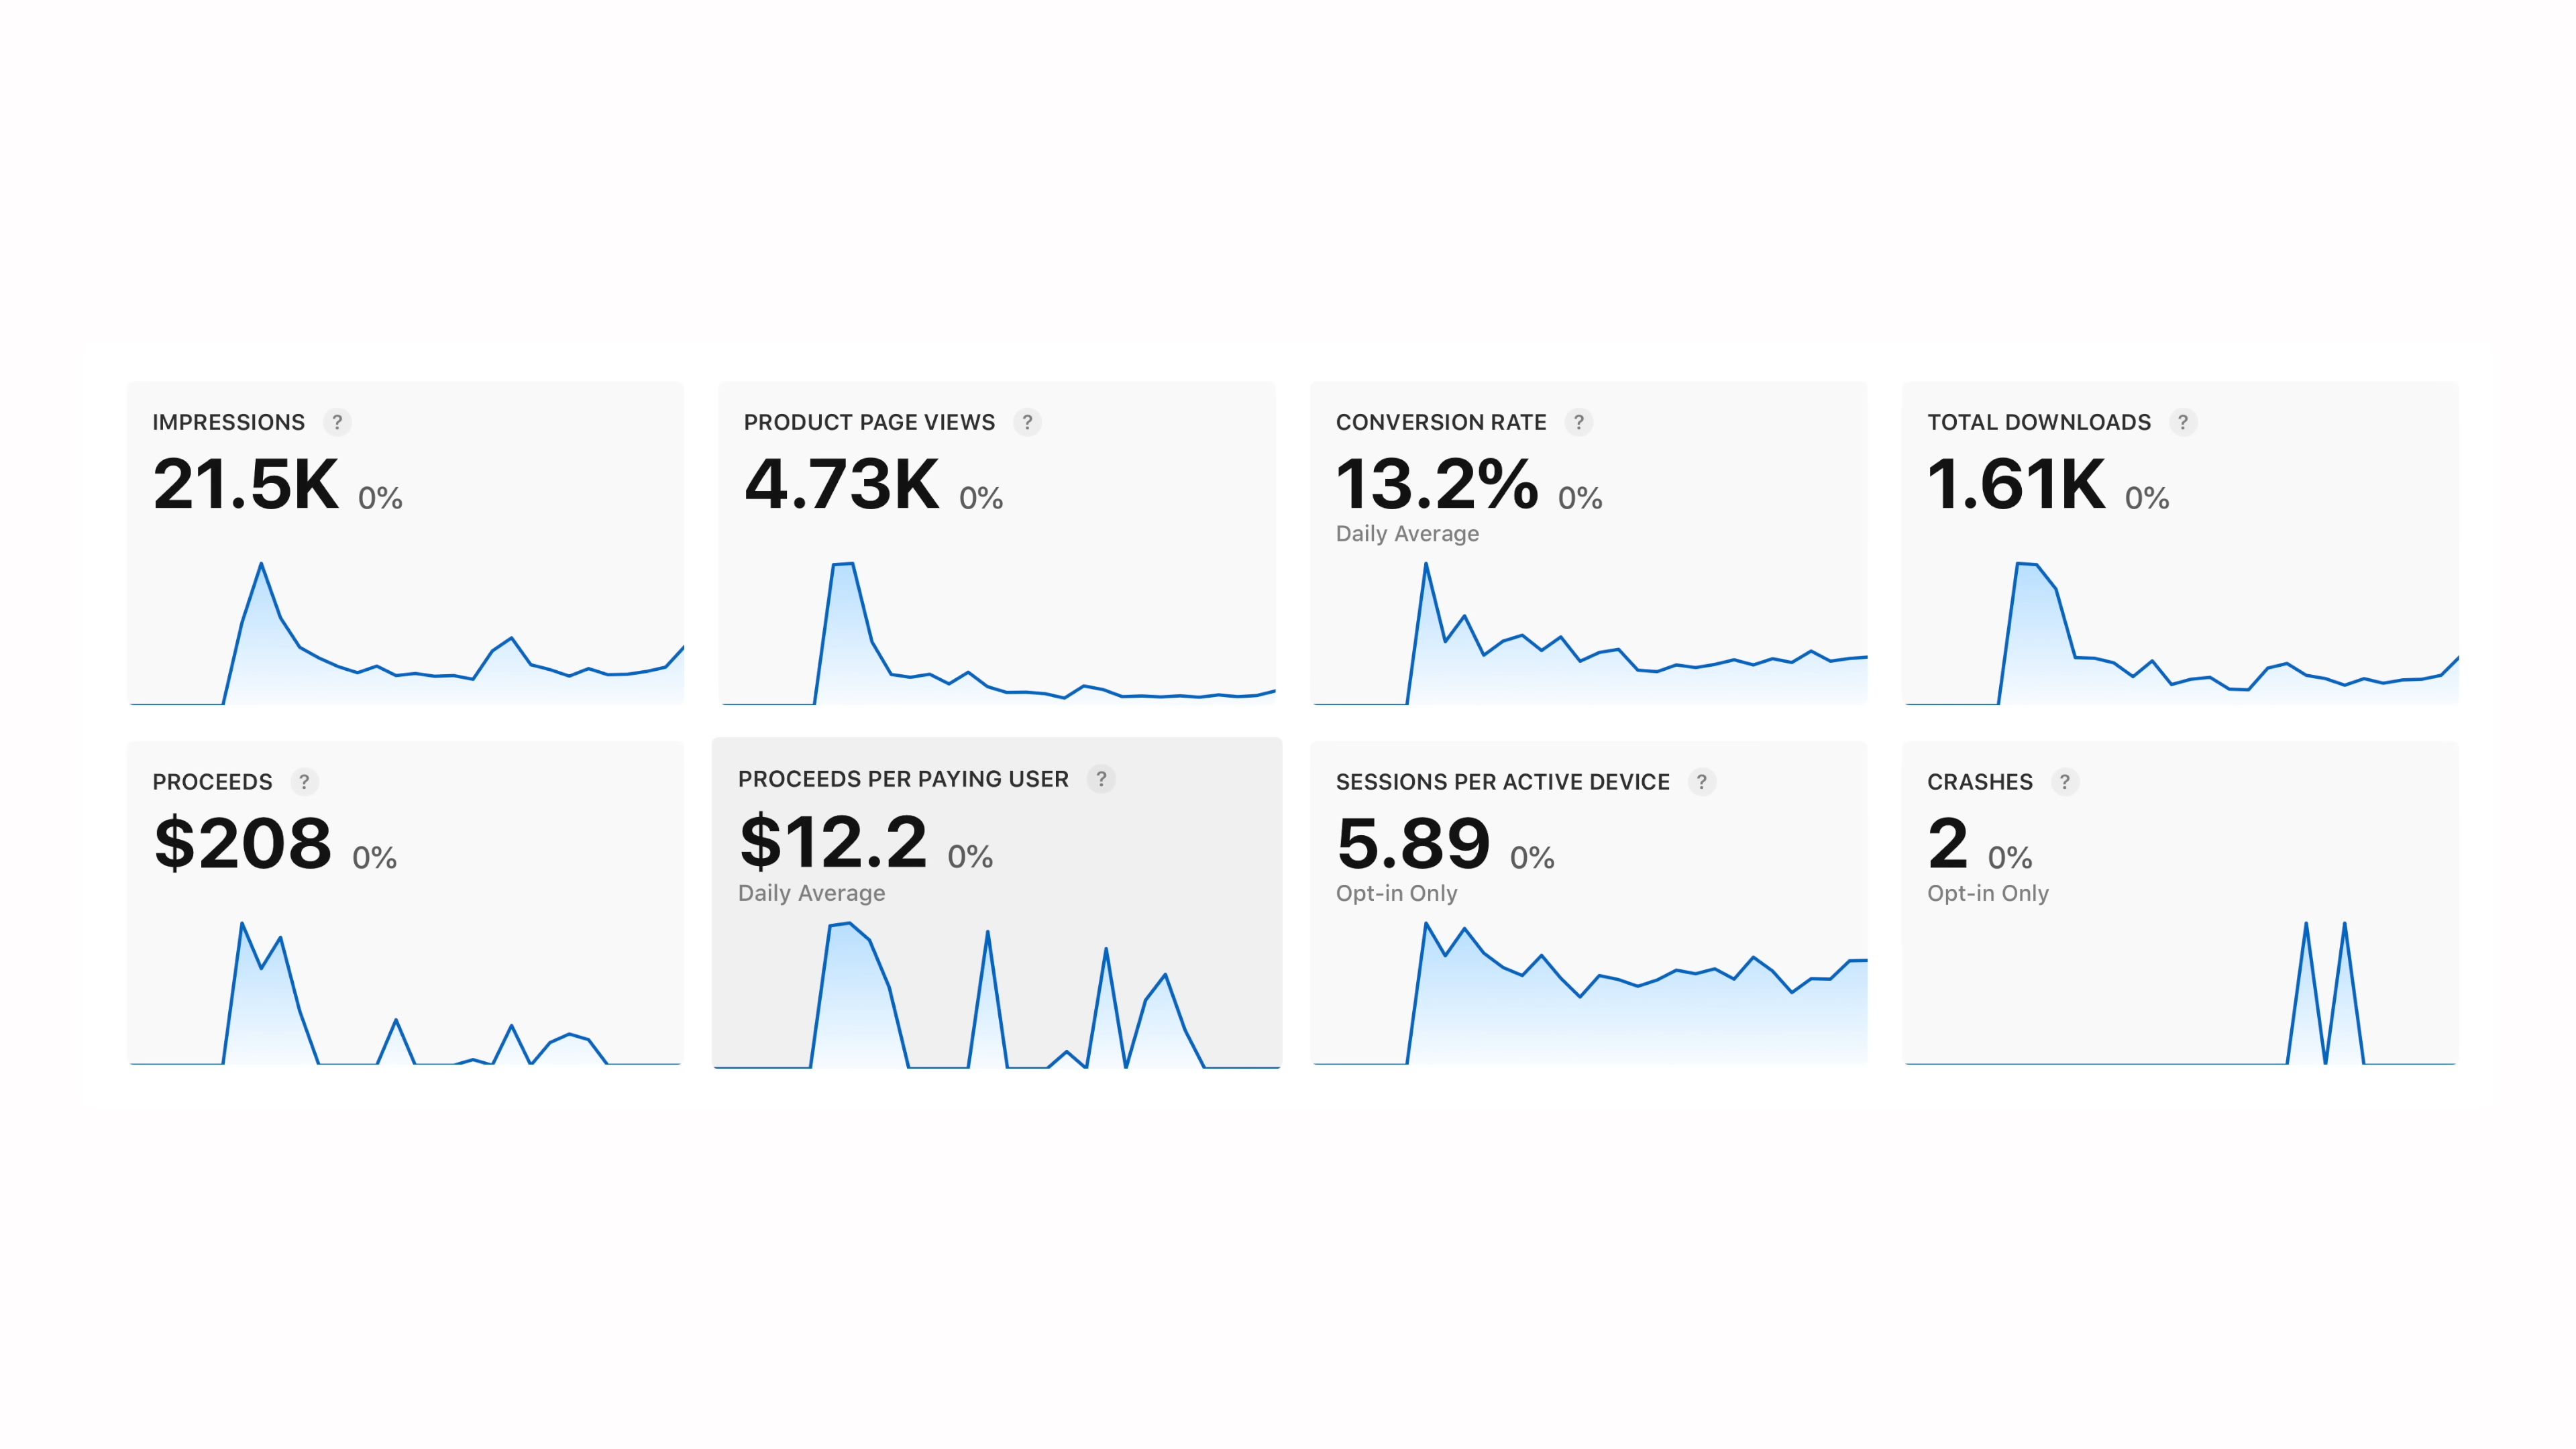 IMPRESSIONS ?
21.5K 0%
PRODUCT PAGE VIEWS ?
4.73K 0%
CONVERSION RATE ?
13.2% 0%
Daily Average
TOTAL DOWNLOADS ?
1.61K 0%
PROCEEDS ?
$208 0%
PROCEEDS PER PAYING USER ?
$12.2 0%
Daily Average
SESSIONS PER ACTIVE DEVICE ?
5.89 0%
Opt-in Only
CRASHES ?
2 0%
Opt-in Only